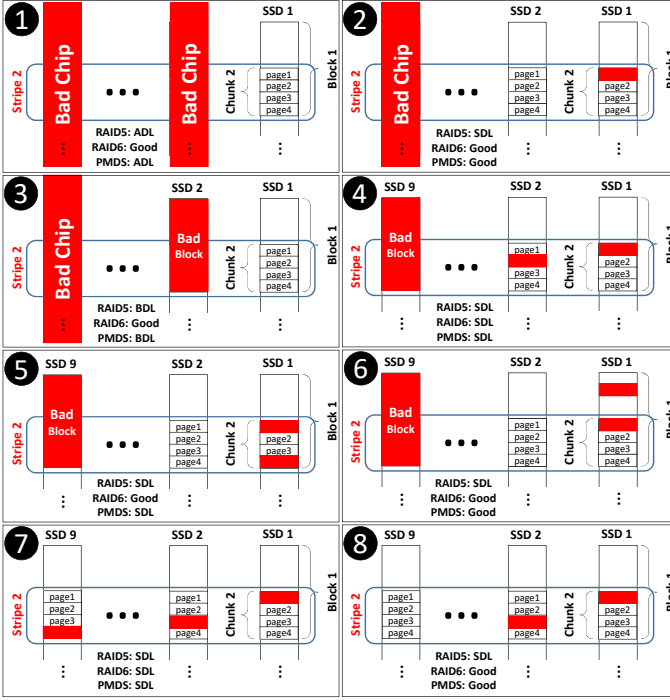 1
SSD 1
Stripe 2
Bad Chip
• • •
Bad Chip
Chunk 2
page1
page2
page3
page4
Block 1
RAID5: ADL
RAID6: Good
PMDS: ADL
2
SSD 2
SSD 1
Stripe 2
Bad Chip
• • •
page1
page2
page3
page4
Chunk 2
page2
page3
page4
Block 1
RAID5: SDL
RAID6: Good
PMDS: Good
3
SSD 2
SSD 1
Stripe 2
Bad Chip
• • •
Bad
Block
Chunk 2
page1
page2
page3
page4
Block 1
RAID5: BDL
RAID6: Good
PMDS: BDL
4
SSD 9
SSD 2
SSD 1
Stripe 2
Bad
Block
• • •
page1
page3
page4
Chunk 2
page2
page3
page4
Block 1
RAID5: SDL
RAID6: SDL
PMDS: SDL
5
SSD 9
SSD 2
SSD 1
Stripe 2
Bad
Block
• • •
page1
page2
page3
page4
Chunk 2
page2
page3
Block 1
RAID5: SDL
RAID6: Good
PMDS: SDL
6
SSD 9
SSD 2
SSD 1
Stripe 2
Bad
Block
• • •
page1
page2
page3
page4
Chunk 2
page2
page3
page4
Block 1
RAID5: SDL
RAID6: Good
PMDS: Good
7
SSD 9
SSD 2
SSD 1
Stripe 2
page1
page2
page3
• • •
page1
page2
page4
Chunk 2
page2
page3
page4
Block 1
RAID5: SDL
RAID6: SDL
PMDS: SDL
8
SSD 9
SSD 2
SSD 1
Stripe 2
page1
page2
page3
page4
• • •
page1
page2
page4
Chunk 2
page2
page3
page4
Block 1
RAID5: SDL
RAID6: Good
PMDS: Good